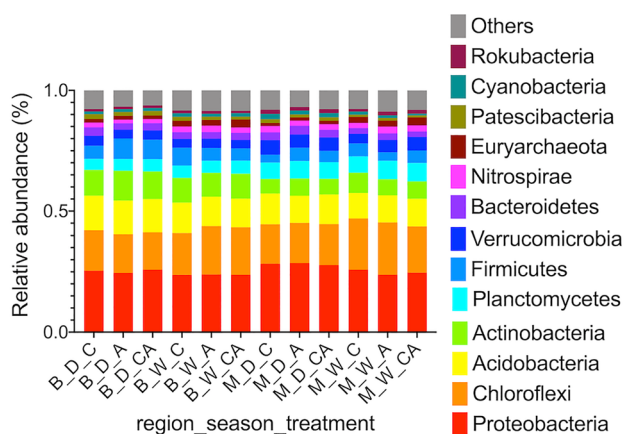 Relative abundance (%)
1.0
0.5
0.0
B_D_C
B_D_A
B_D_CA
B_W_C
B_W_A
B_W_CA
M_D_C
M_D_A
M_D_CA
M_W_C
M_W_A
M_W_CA
region_season_treatment
Others
Rokubacteria
Cyanobacteria
Patescibacteria
Euryarchaeota
Nitrospirae
Bacteroidetes
Verrucomicrobia
Firmicutes
Planctomycetes
Actinobacteria
Acidobacteria
Chloroflexi
Proteobacteria